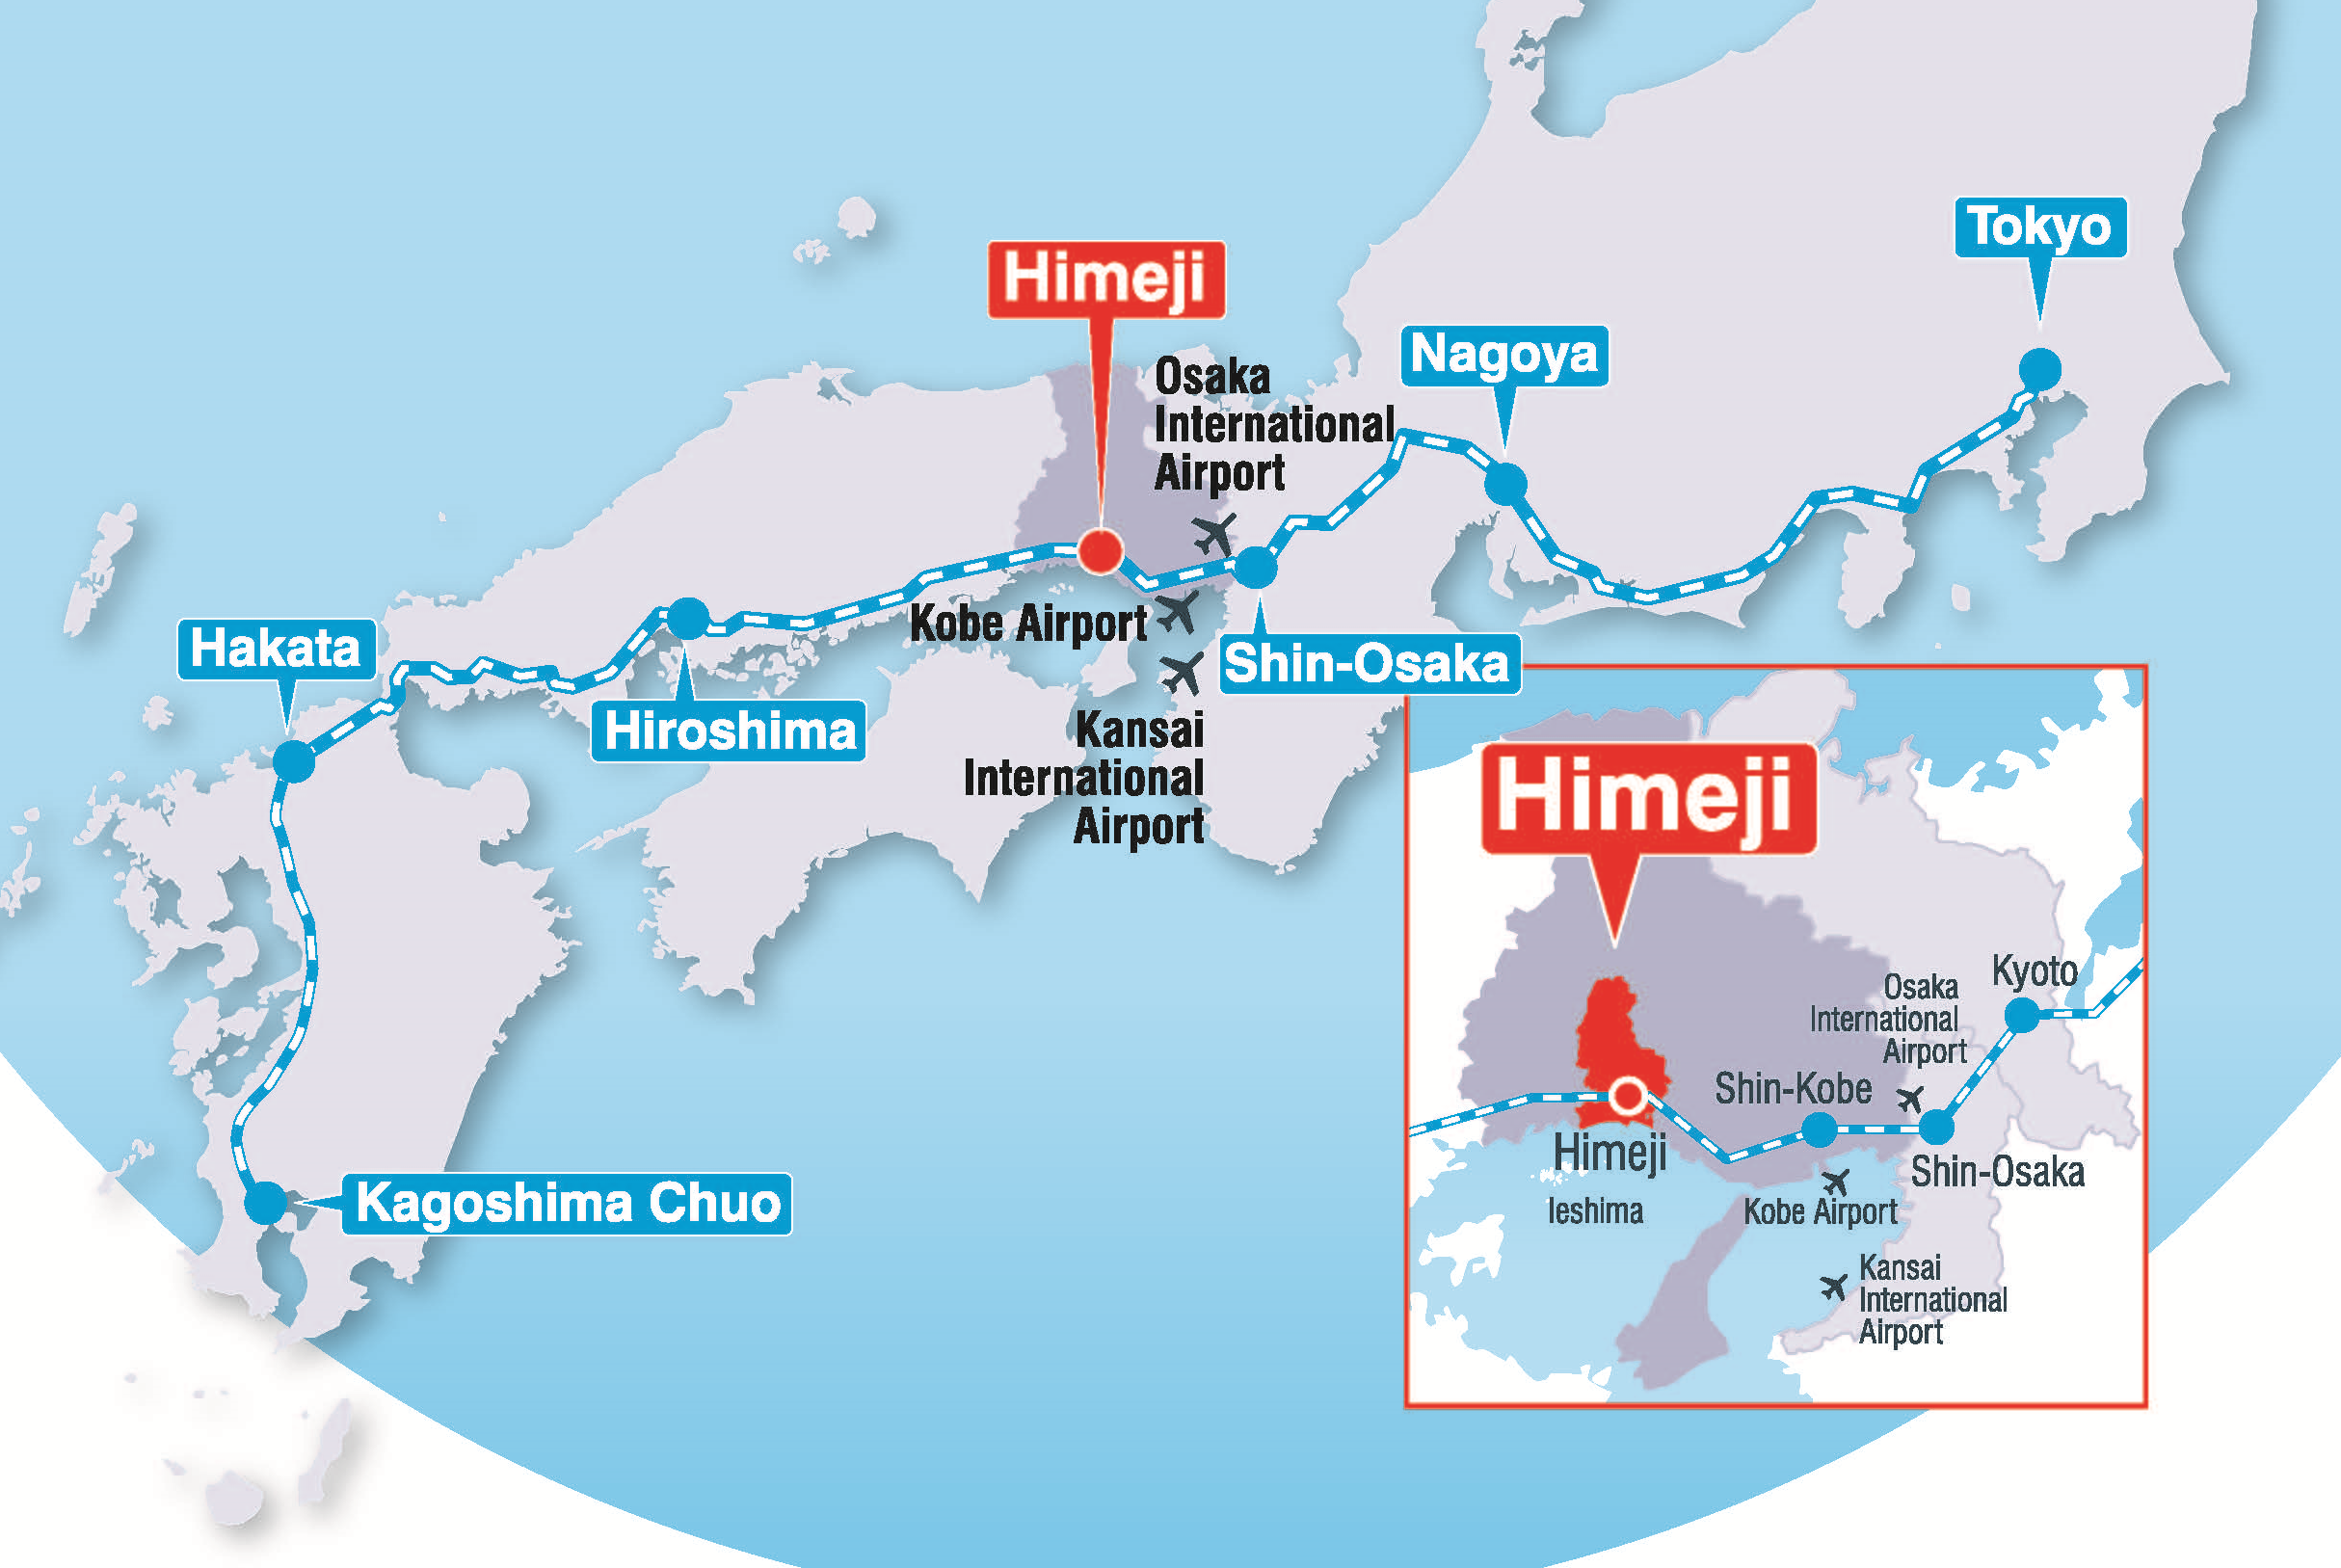 Tokyo
Himeji
Nagoya
Osaka
International
Airport
Kobe Airport
Hakata
Shin-Osaka
Hiroshima
Kansai
International
Airport
Kagoshima Chuo
Himeji
Kyoto
Osaka
International
Airport
Shin-Kobe
Himeji
Shin-Osaka
Ieshima
Kobe Airport
Kansai
International
Airport